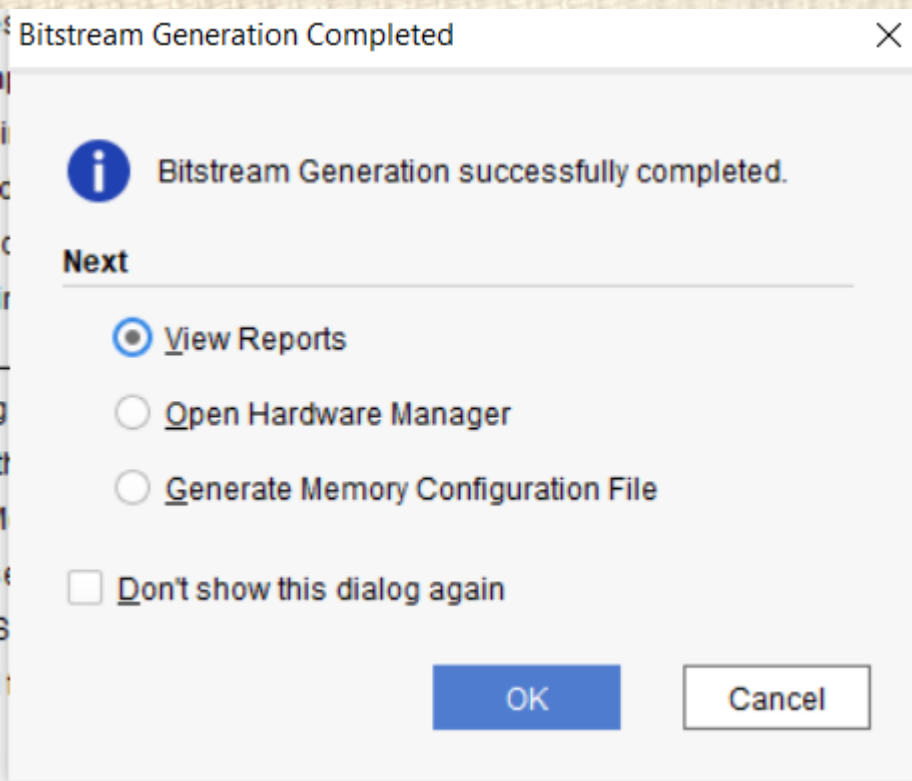 Bitstream Generation Completed
Bitstream Generation successfully completed.
Next
View Reports
Open Hardware Manager
Generate Memory Configuration File
Don't show this dialog again
OK Cancel